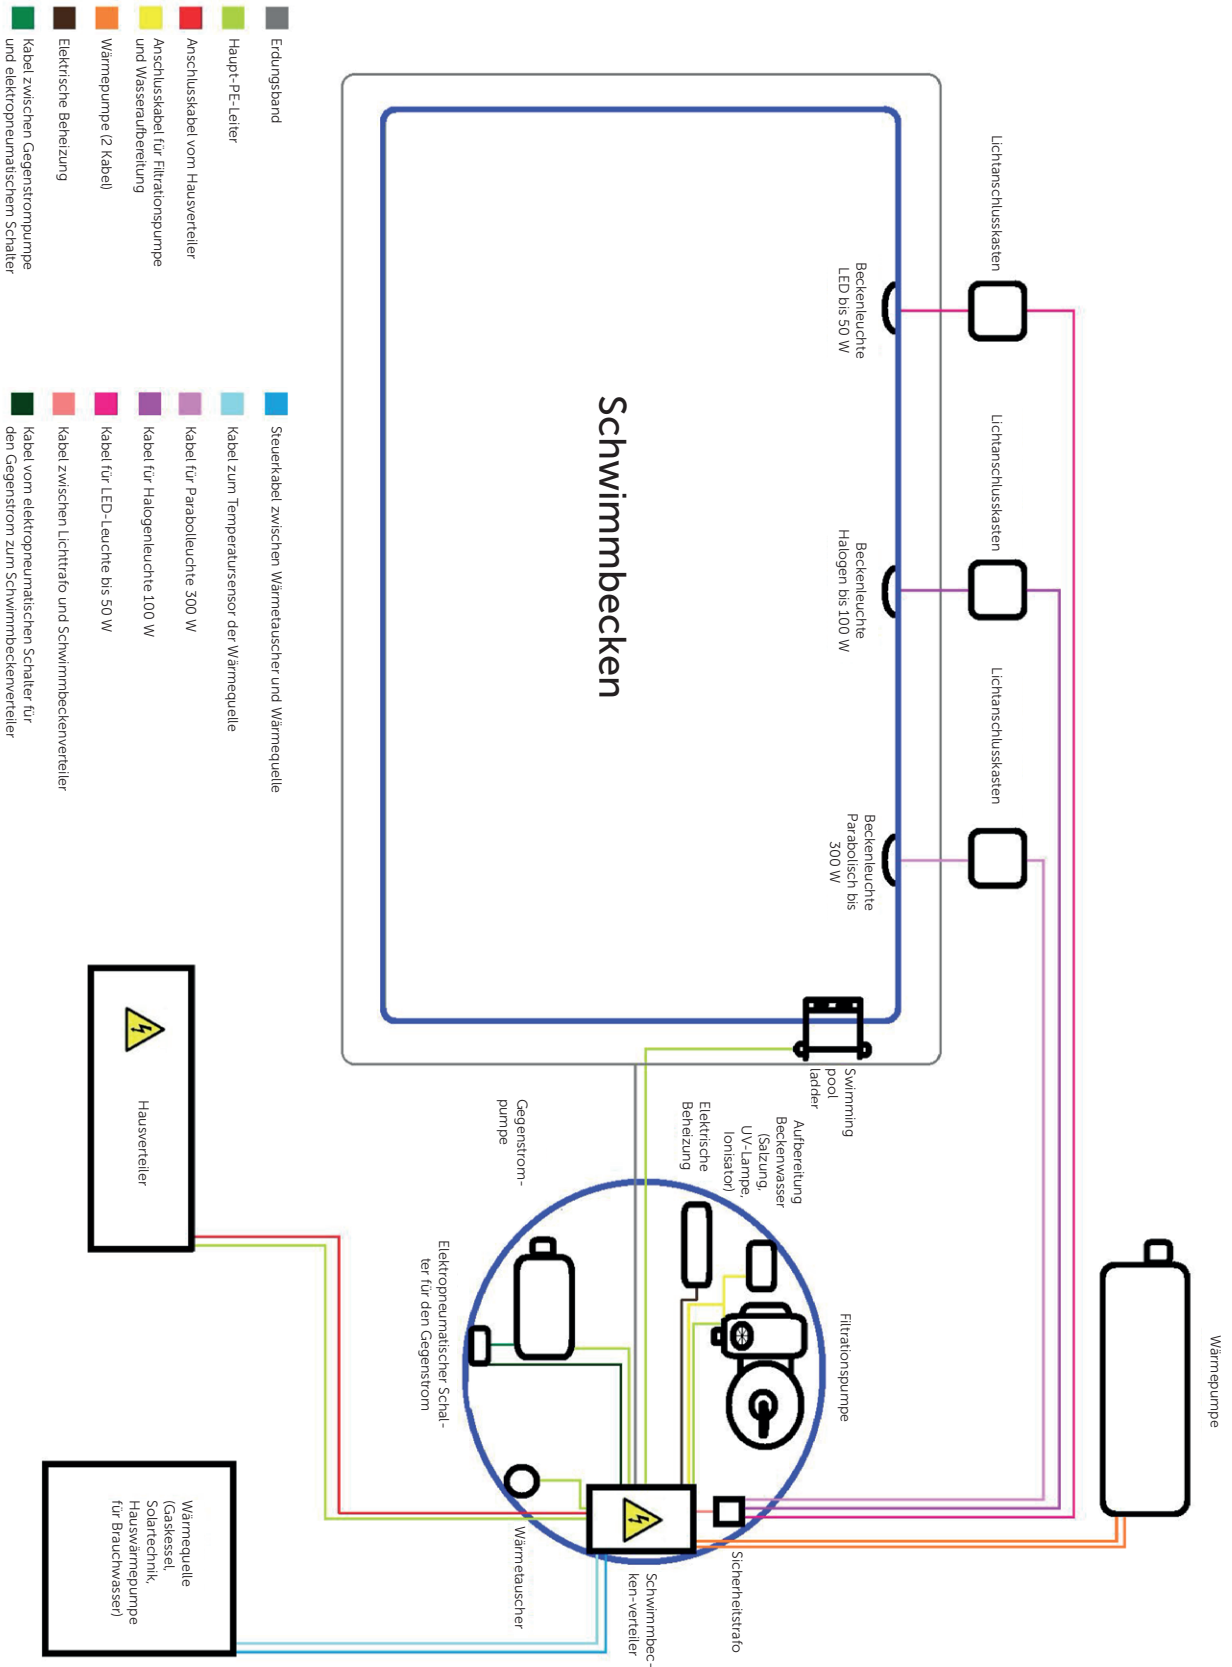 Wärmepumpe
Lichtanschlusskasten
Lichtanschlusskasten
Lichtanschlusskasten
Beckenleuchte
LED bis 50 W
Beckenleuchte
Halogen bis 100 W
Beckenleuchte
Parabolisch bis
300 W
Schwimmbecken
Swimming
pool
ladder
Aufbereitung
Beckenwasser
(Salzung,
UV-Lampe,
Ionisator)
Elektrische
Beheizung
Filtrationspumpe
Gegenstrom-
pumpe
Elektropneumatischer Schal-
ter für den Gegenstrom
Sicherheitstrafo
Schwimmbec-
ken-verteiler
Wärmetauscher
Hausverteiler
Wärmequelle
(Gaskessel,
Solartechnik,
Hauswärmepumpe
für Brauchwasser)
Erdungsband
Haupt-PE-Leiter
Anschlusskabel vom Hausverteiler
Anschlusskabel für Filtrationspumpe
und Wasseraufbereitung
Wärmepumpe (2 Kabel)
Elektrische Beheizung
Kabel zwischen Gegenstrompumpe
und elektropneumatischem Schalter
Steuerkabel zwischen Wärmetauscher und Wärmequelle
Kabel zum Temperatursensor der Wärmequelle
Kabel für Parabolleuchte 300 W
Kabel für Halogenleuchte 100 W
Kabel für LED-Leuchte bis 50 W
Kabel zwischen Lichttrafo und Schwimmbeckenverteiler
Kabel vom elektropneumatischen Schalter für
den Gegenstrom zum Schwimmbeckenverteiler